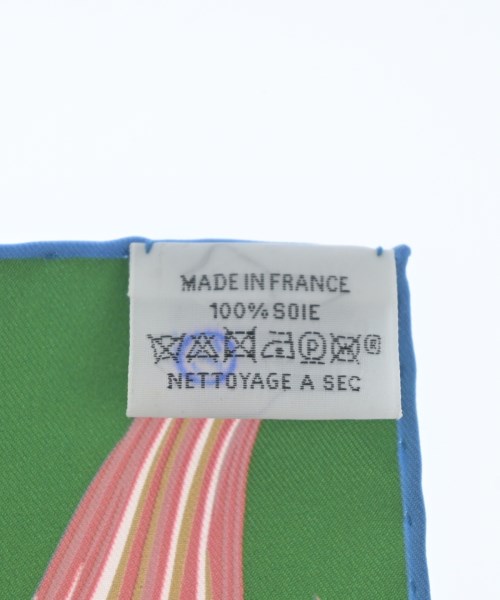 MADE IN FRANCE
100% SOIE
P ®
NETTOYAGE A SEC